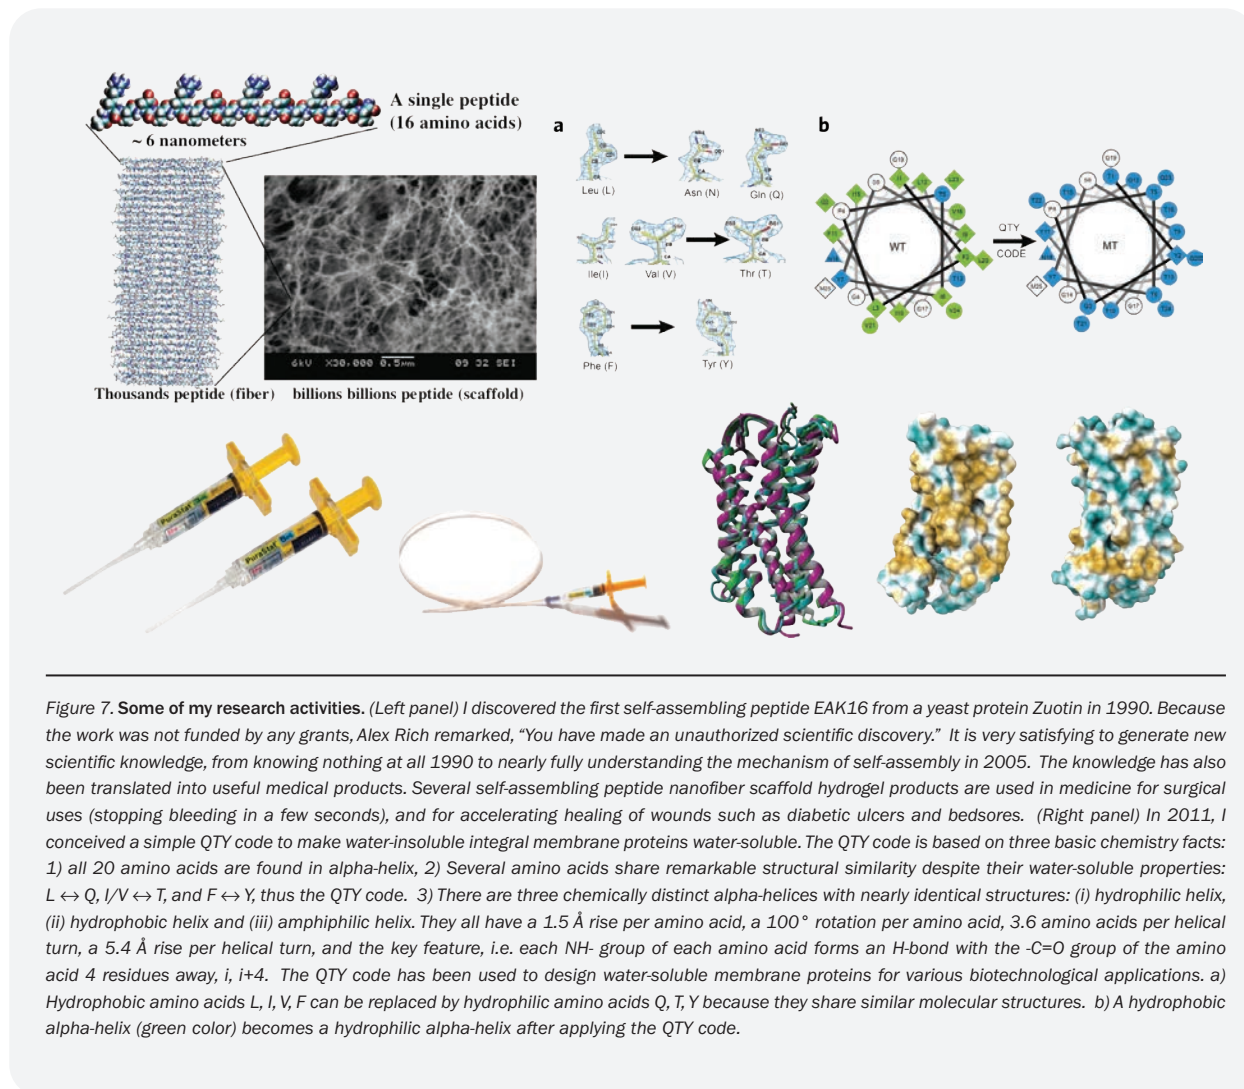 A single peptide
(16 amino acids)
~ 6 nanometers
6kV X30,000 0.5µm 09 32 SEI
Thousands peptide (fiber)
billions billions peptide (scaffold)
PuraStat
PuraStat
a
Leu (L)
Asn (N)
Gln (Q)
Ile(I)
Val (V)
Thr (T)
Phe (F)
Tyr (Y)
b
WT
QTY
CODE
MT
Figure 7. Some of my research activities. (Left panel) I discovered the first self-assembling peptide EAK16 from a yeast protein Zuotin in 1990. Because
the work was not funded by any grants, Alex Rich remarked, “You have made an unauthorized scientific discovery.” It is very satisfying to generate new
scientific knowledge, from knowing nothing at all 1990 to nearly fully understanding the mechanism of self-assembly in 2005. The knowledge has also
been translated into useful medical products. Several self-assembling peptide nanofiber scaffold hydrogel products are used in medicine for surgical
uses (stopping bleeding in a few seconds), and for accelerating healing of wounds such as diabetic ulcers and bedsores. (Right panel) In 2011, I
conceived a simple QTY code to make water-insoluble integral membrane proteins water-soluble. The QTY code is based on three basic chemistry facts:
1) all 20 amino acids are found in alpha-helix, 2) Several amino acids share remarkable structural similarity despite their water-soluble properties:
L ↔ Q, I/V ↔ T, and F ↔ Y, thus the QTY code. 3) There are three chemically distinct alpha-helices with nearly identical structures: (i) hydrophilic helix,
(ii) hydrophobic helix and (iii) amphiphilic helix. They all have a 1.5 Å rise per amino acid, a 100° rotation per amino acid, 3.6 amino acids per helical
turn, a 5.4 Å rise per helical turn, and the key feature, i.e. each NH- group of each amino acid forms an H-bond with the -C=O group of the amino
acid 4 residues away, i, i+4. The QTY code has been used to design water-soluble membrane proteins for various biotechnological applications. a)
Hydrophobic amino acids L, I, V, F can be replaced by hydrophilic amino acids Q, T, Y because they share similar molecular structures. b) A hydrophobic
alpha-helix (green color) becomes a hydrophilic alpha-helix after applying the QTY code.